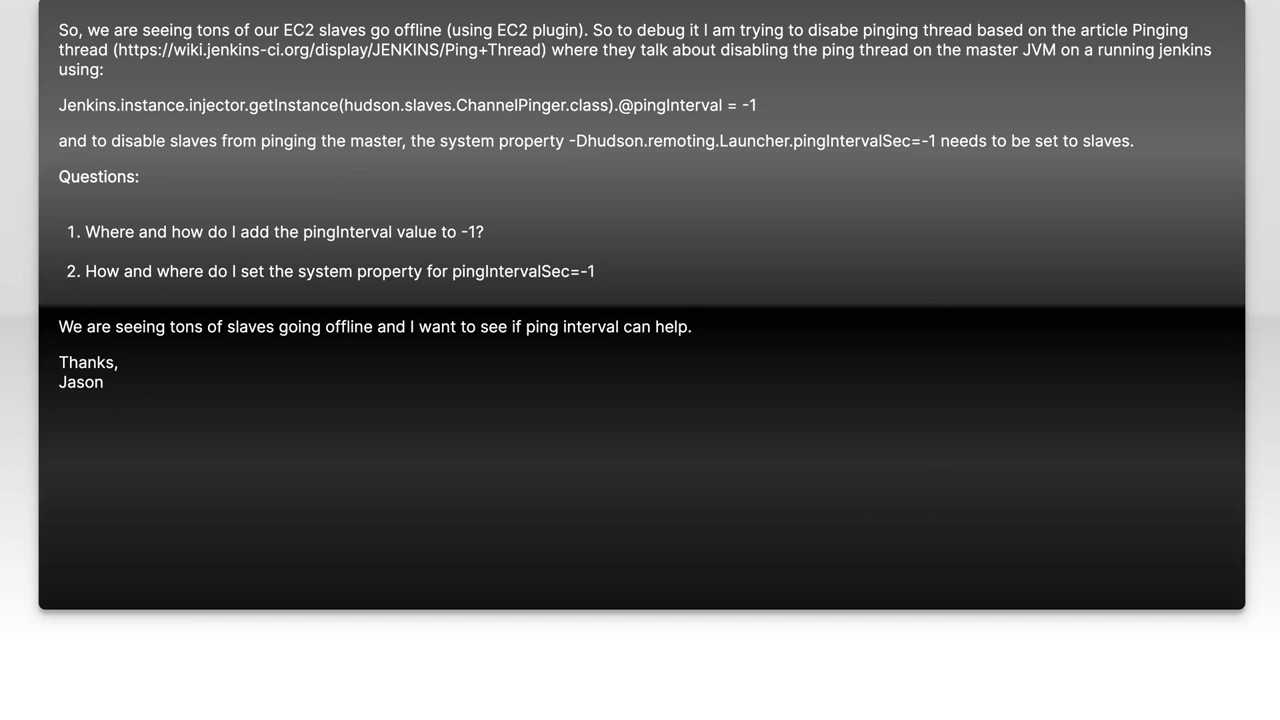 So, we are seeing tons of our EC2 slaves go offline (using EC2 plugin). So to debug it I am trying to disabe pinging thread based on the article Pinging
thread (https://wiki.jenkins-ci.org/display/JENKINS/Ping+Thread) where they talk about disabling the ping thread on the master JVM on a running jenkins
using:
Jenkins.instance.injector.getInstance(hudson.slaves.ChannelPinger.class).@pingInterval = -1
and to disable slaves from pinging the master, the system property -Dhudson.remoting.Launcher.pingIntervalSec=-1 needs to be set to slaves.
Questions:
1. Where and how do I add the pingInterval value to -1?
2. How and where do I set the system property for pingIntervalSec=-1
We are seeing tons of slaves going offline and I want to see if ping interval can help.
Thanks,
Jason